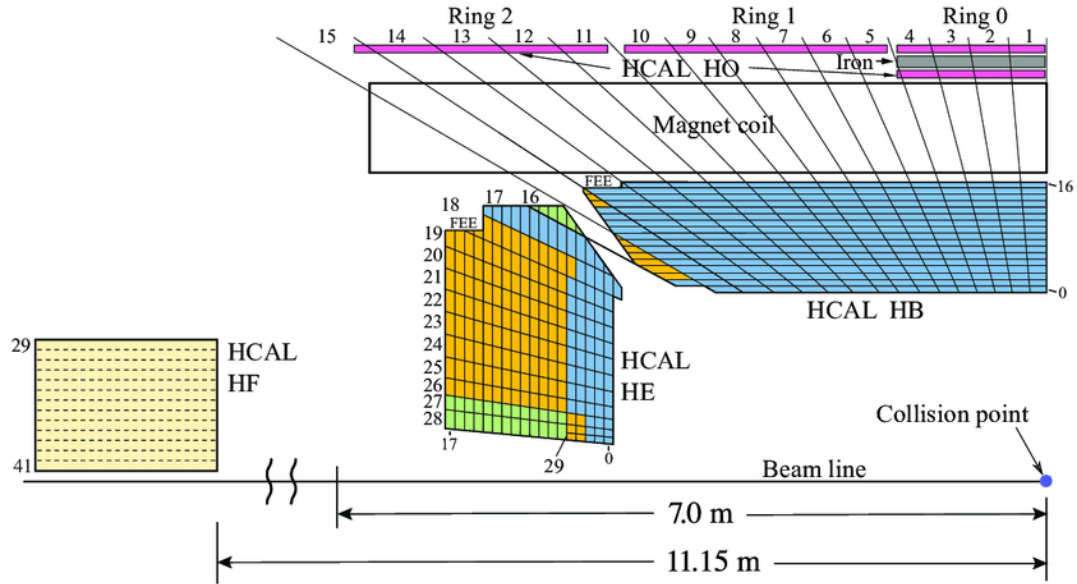 Ring 2 Ring 1 Ring 0
15 14 13 12 11 10 9 8 7 6 5 4 3 2 1
HCAL HO Iron
Magnet coil
FEE 16
18 17 16
FEE
19
20
21
22
23
24
25
26
27
28
17 29 0
0
HCAL HB
HCAL
HE
29 HCAL
HF
41
Collision point
Beam line
7.0 m
11.15 m